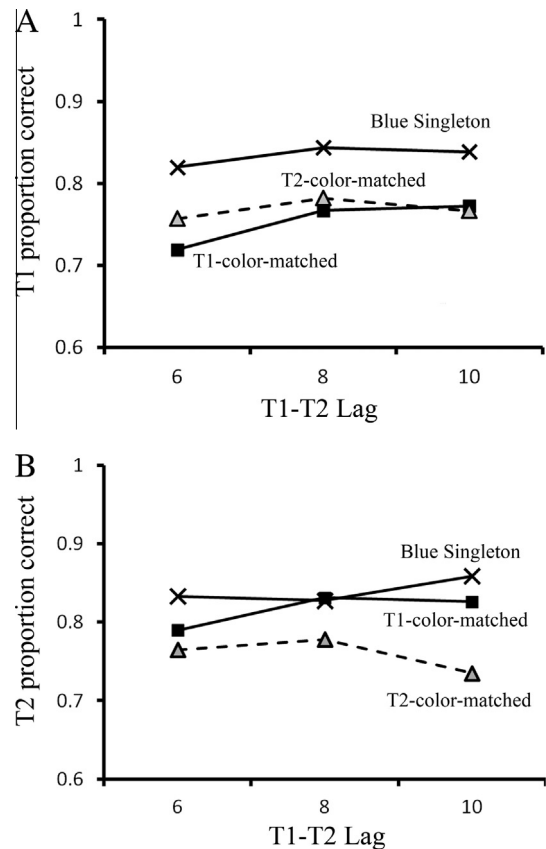 A
T1 proportion correct
1
0.9
0.8
0.7
0.6
Blue Singleton
T2-color-matched
T1-color-matched
6 8 10
T1-T2 Lag
B
T2 proportion correct
1
0.9
0.8
0.7
0.6
Blue Singleton
T1-color-matched
T2-color-matched
6 8 10
T1-T2 Lag